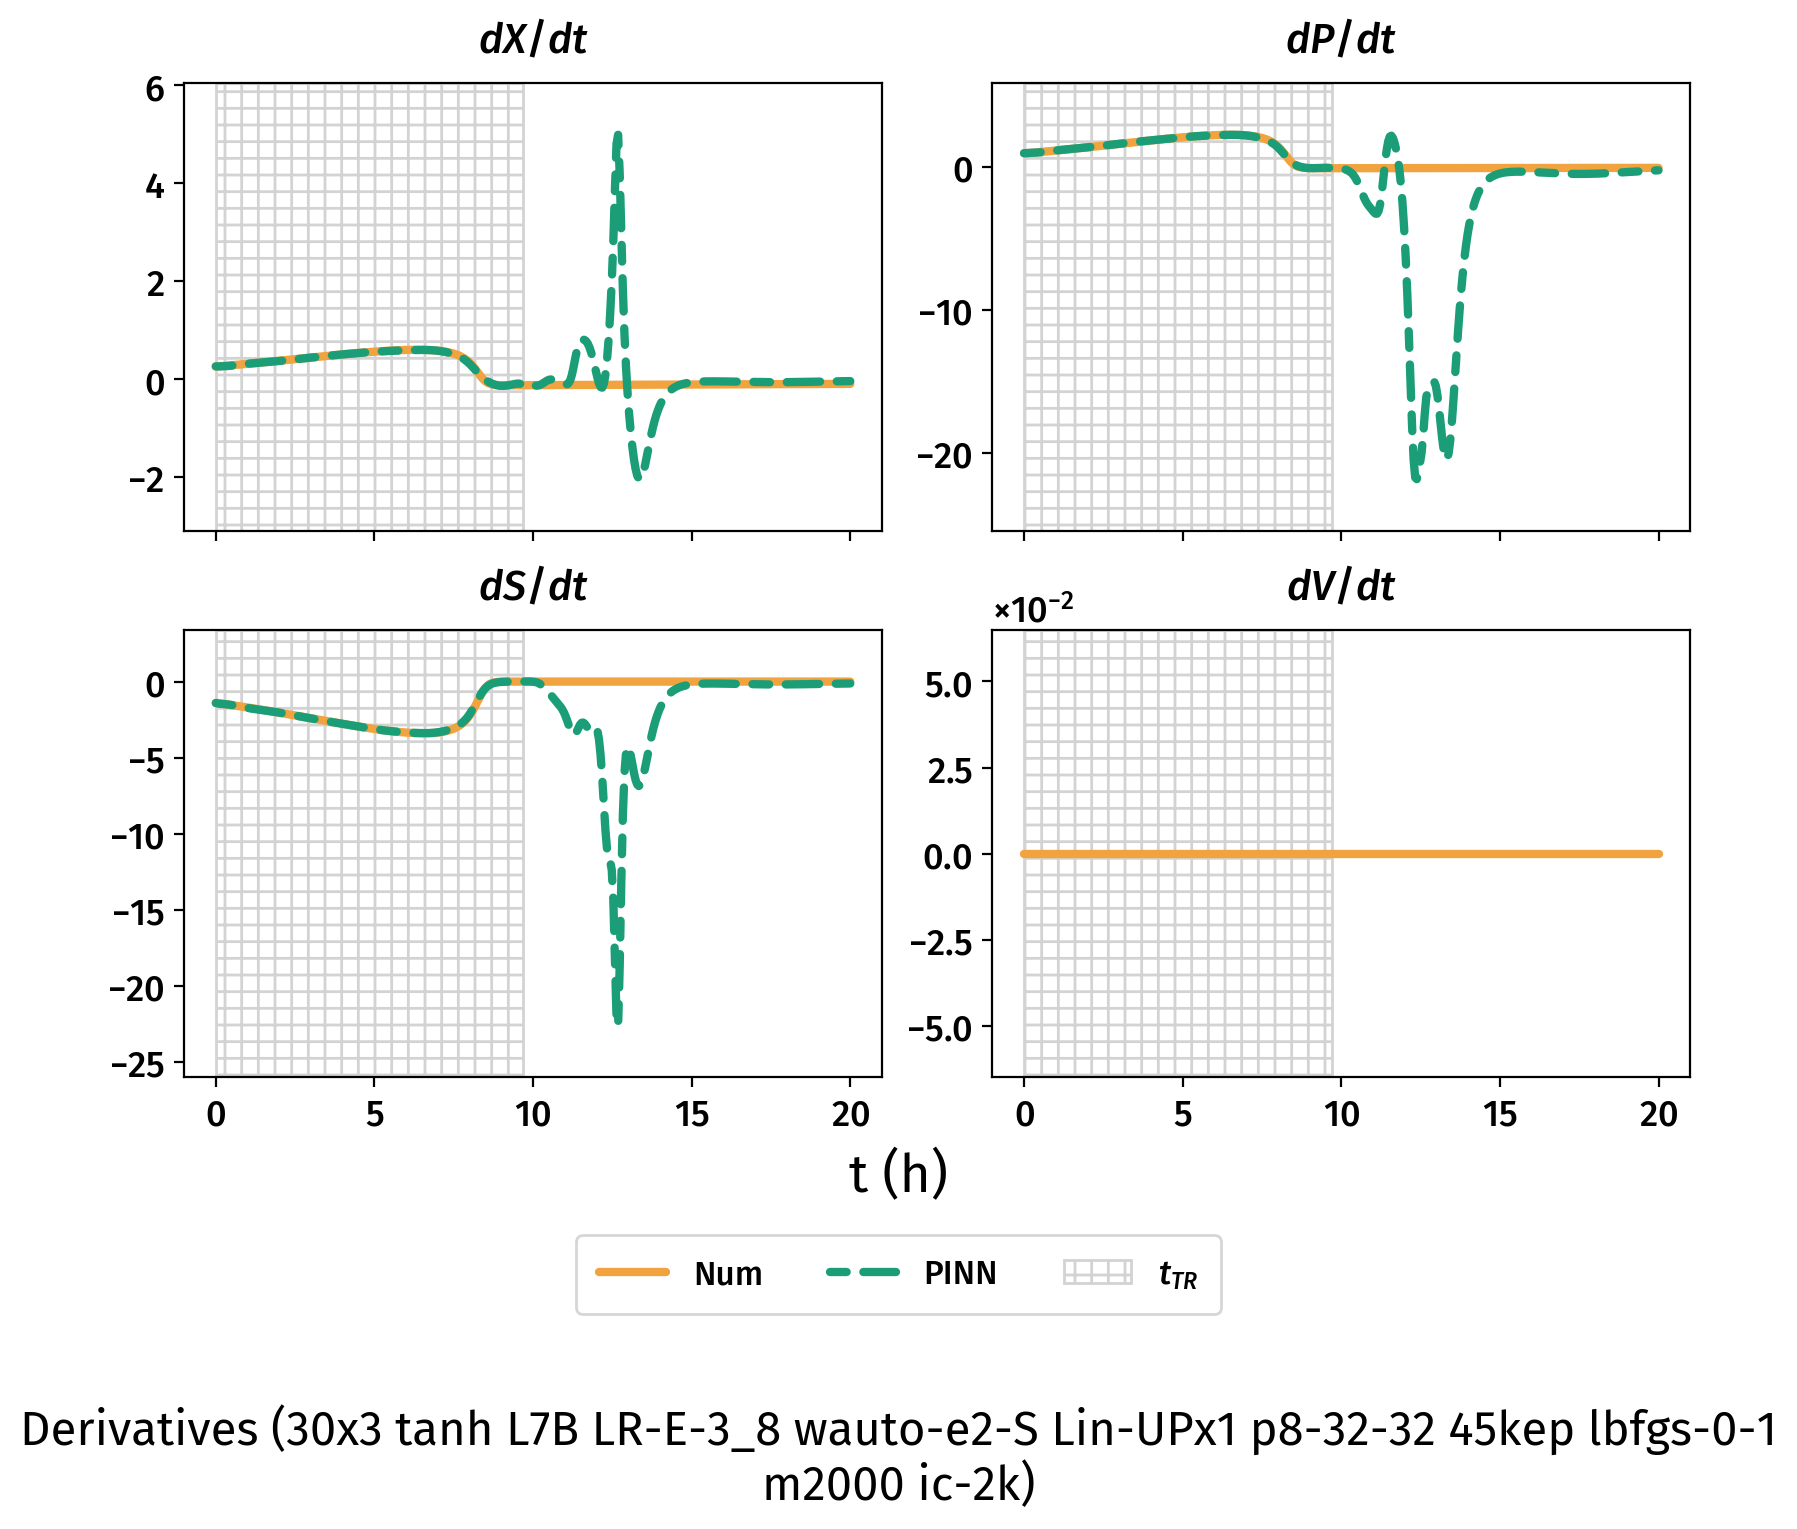 dX/dt
6
4
2
0
−2
dP/dt
0
−10
−20
dS/dt
0
−5
−10
−15
−20
−25
0 5 10 15 20
dV/dt
×10⁻²
5.0
2.5
0.0
−2.5
−5.0
0 5 10 15 20
t (h)
Num PINN t_TR
Derivatives (30x3 tanh L7B LR-E-3_8 wauto-e2-S Lin-UPx1 p8-32-32 45kep lbfgs-0-1
m2000 ic-2k)